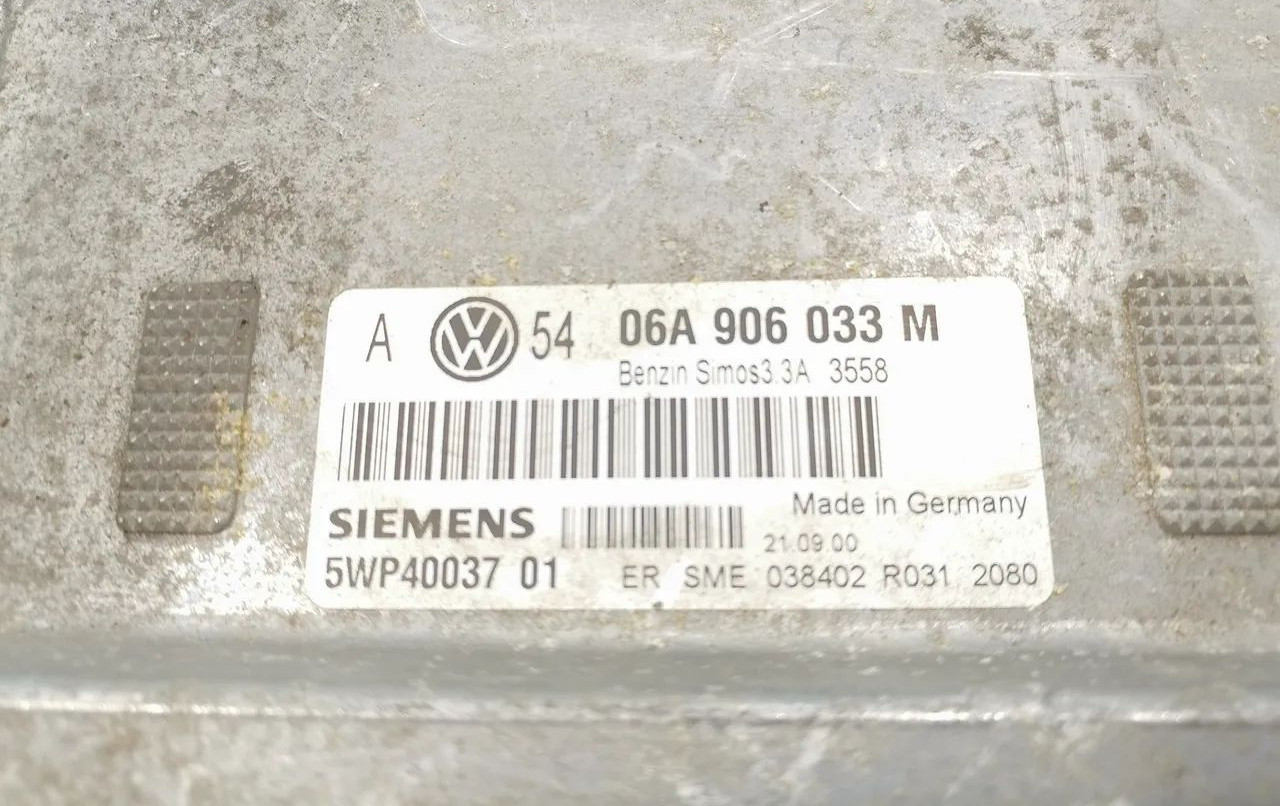 A VW 54 06A 906 033 M
Benzin Simos3.3A 3558
Made in Germany
SIEMENS
21.09.00
5WP40037 01 ER SME 038402 R031 2080